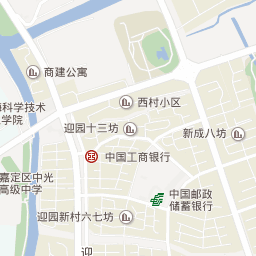 商建公寓
科学技术
学院
西村小区
迎园十三坊
新成八坊
中国工商银行
嘉定区中光
高级中学
中国邮政
储蓄银行
迎园新村六七坊
迎